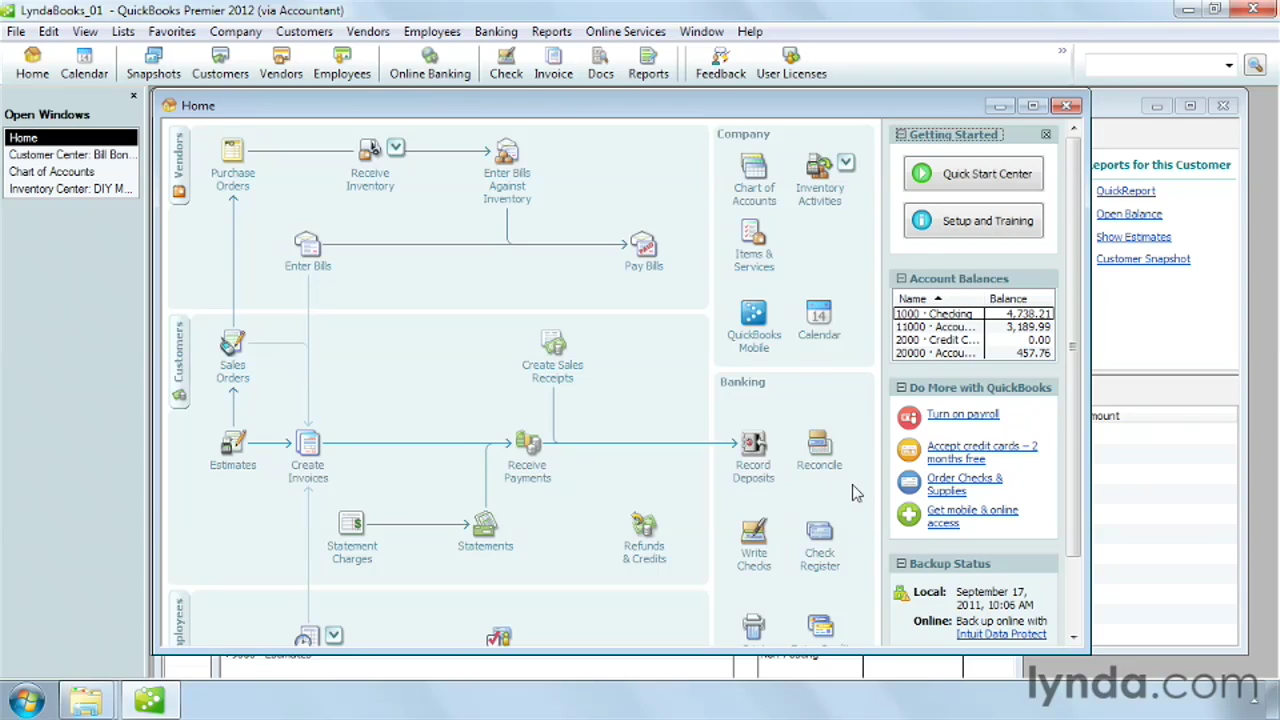 LyndaBooks_01 - QuickBooks Premier 2012 (via Accountant)
File Edit View Lists Favorites Company Customers Vendors Employees Banking Reports Online Services Window Help
Home Calendar Snapshots Customers Vendors Employees Online Banking Check Invoice Docs Reports Feedback User Licenses
Open Windows
Home
Customer Center: Bill Bon...
Chart of Accounts
Inventory Center: DIY M...
Home
Vendors
Purchase
Orders
Receive
Inventory
Enter Bills
Against
Inventory
Enter Bills
Pay Bills
Customers
Sales
Orders
Create Sales
Receipts
Estimates
Create
Invoices
Receive
Payments
Statement
Charges
Statements
Refunds
& Credits
ployees
Company
Chart of
Accounts
Inventory
Activities
Items &
Services
QuickBooks
Mobile
14
Calendar
Banking
Record
Deposits
Reconcile
Write
Checks
Check
Register
Getting Started
Quick Start Center
Setup and Training
Account Balances
Name Balance
1000 · Checking 4,738.21
11000 · Accou... 3,189.99
2000 · Credit C... 0.00
20000 · Accou... 457.76
Do More with QuickBooks
Turn on payroll
Accept credit cards – 2
months free
Order Checks &
Supplies
Get mobile & online
access
Backup Status
Local: September 17,
2011, 10:06 AM
Online: Back up online with
Intuit Data Protect
eports for this Customer
QuickReport
Open Balance
Show Estimates
Customer Snapshot
mount
lynda.com